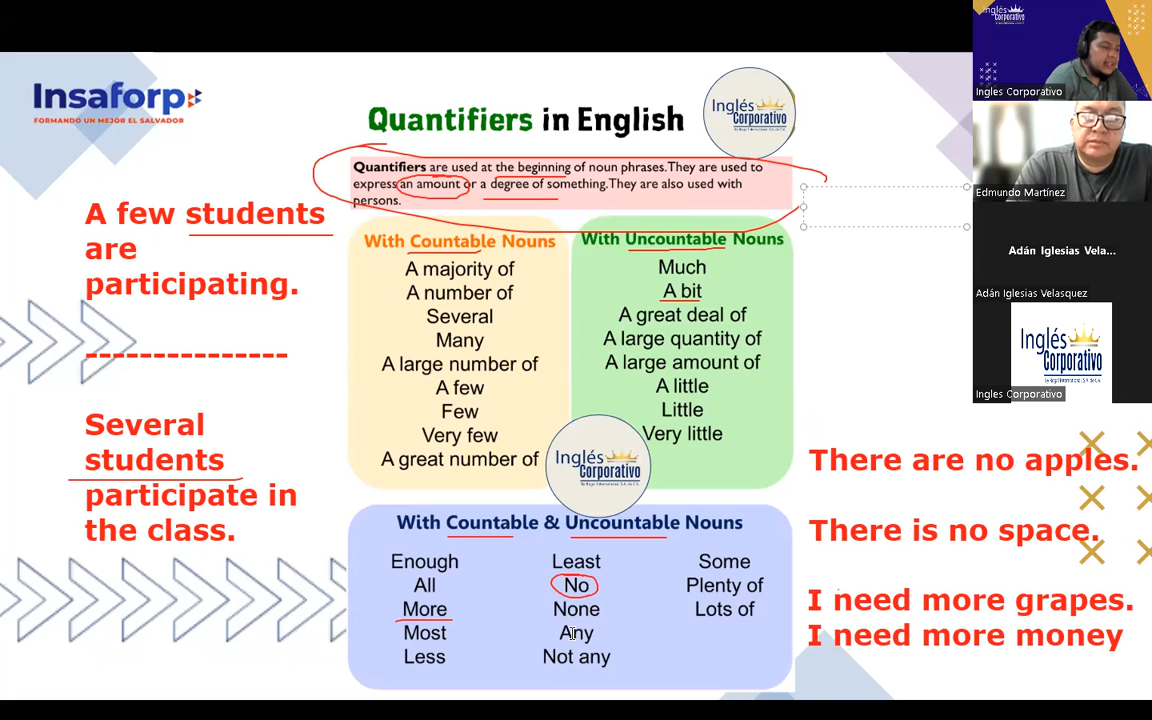 Insaforp
FORMANDO UN MEJOR EL SALVADOR
Quantifiers in English
Inglés
Corporativo
Quantifiers are used at the beginning of noun phrases. They are used to
express an amount or a degree of something. They are also used with
persons.
A few students
are
participating.
---------------
Several
students
participate in
the class.
With Countable Nouns
A majority of
A number of
Several
Many
A large number of
A few
Few
Very few
A great number of
With Uncountable Nouns
Much
A bit
A great deal of
A large quantity of
A large amount of
A little
Little
Very little
Inglés
Corporativo
With Countable & Uncountable Nouns
Enough
All
More
Most
Less
Least
No
None
Any
Not any
Some
Plenty of
Lots of
There are no apples.
There is no space.
I need more grapes.
I need more money
Inglés
Corporativo
Ingles Corporativo
Edmundo Martínez
Adán Iglesias Vela...
Adán Iglesias Velasquez
Inglés
Corporativo
Ingles Corporativo